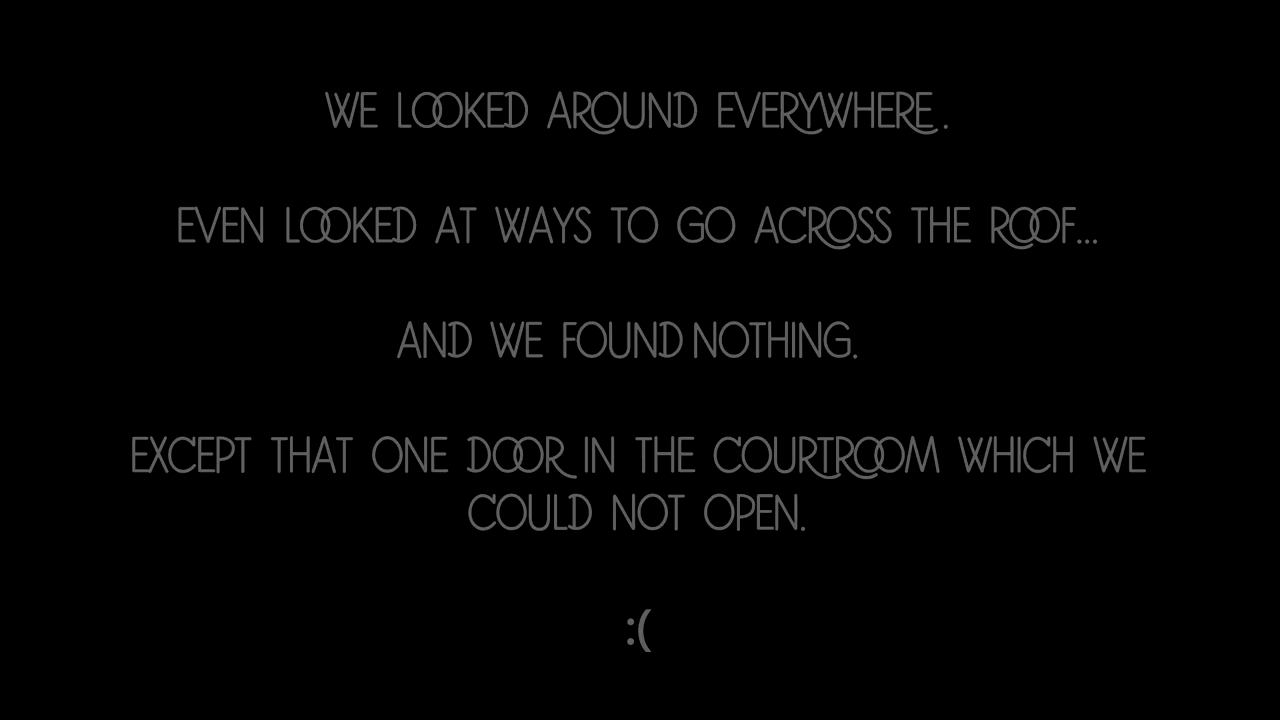 WE LOOKED AROUND EVERYWHERE.
EVEN LOOKED AT WAYS TO GO ACROSS THE ROOF...
AND WE FOUND NOTHING.
EXCEPT THAT ONE DOOR IN THE COURTROOM WHICH WE
COULD NOT OPEN.
:(